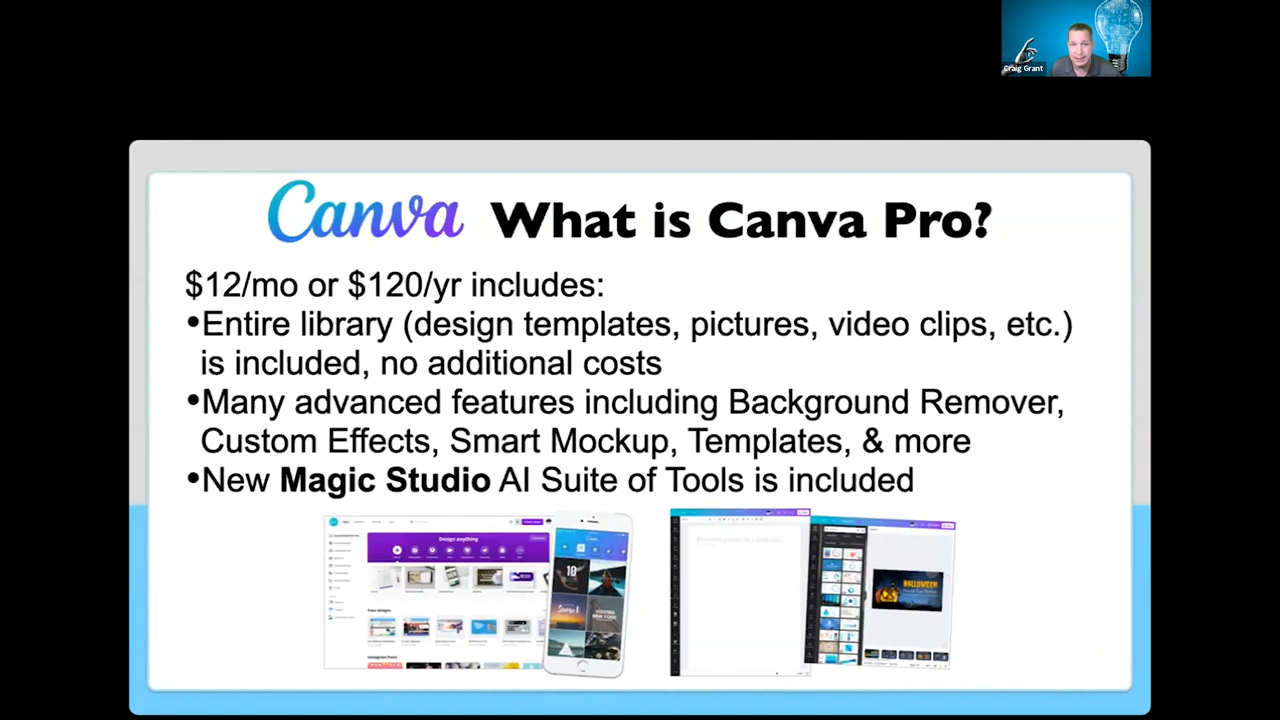 Craig Grant
Canva What is Canva Pro?
$12/mo or $120/yr includes:
•Entire library (design templates, pictures, video clips, etc.)
is included, no additional costs
•Many advanced features including Background Remover,
Custom Effects, Smart Mockup, Templates, & more
•New Magic Studio AI Suite of Tools is included
Design anything
10
HALLOWEEN